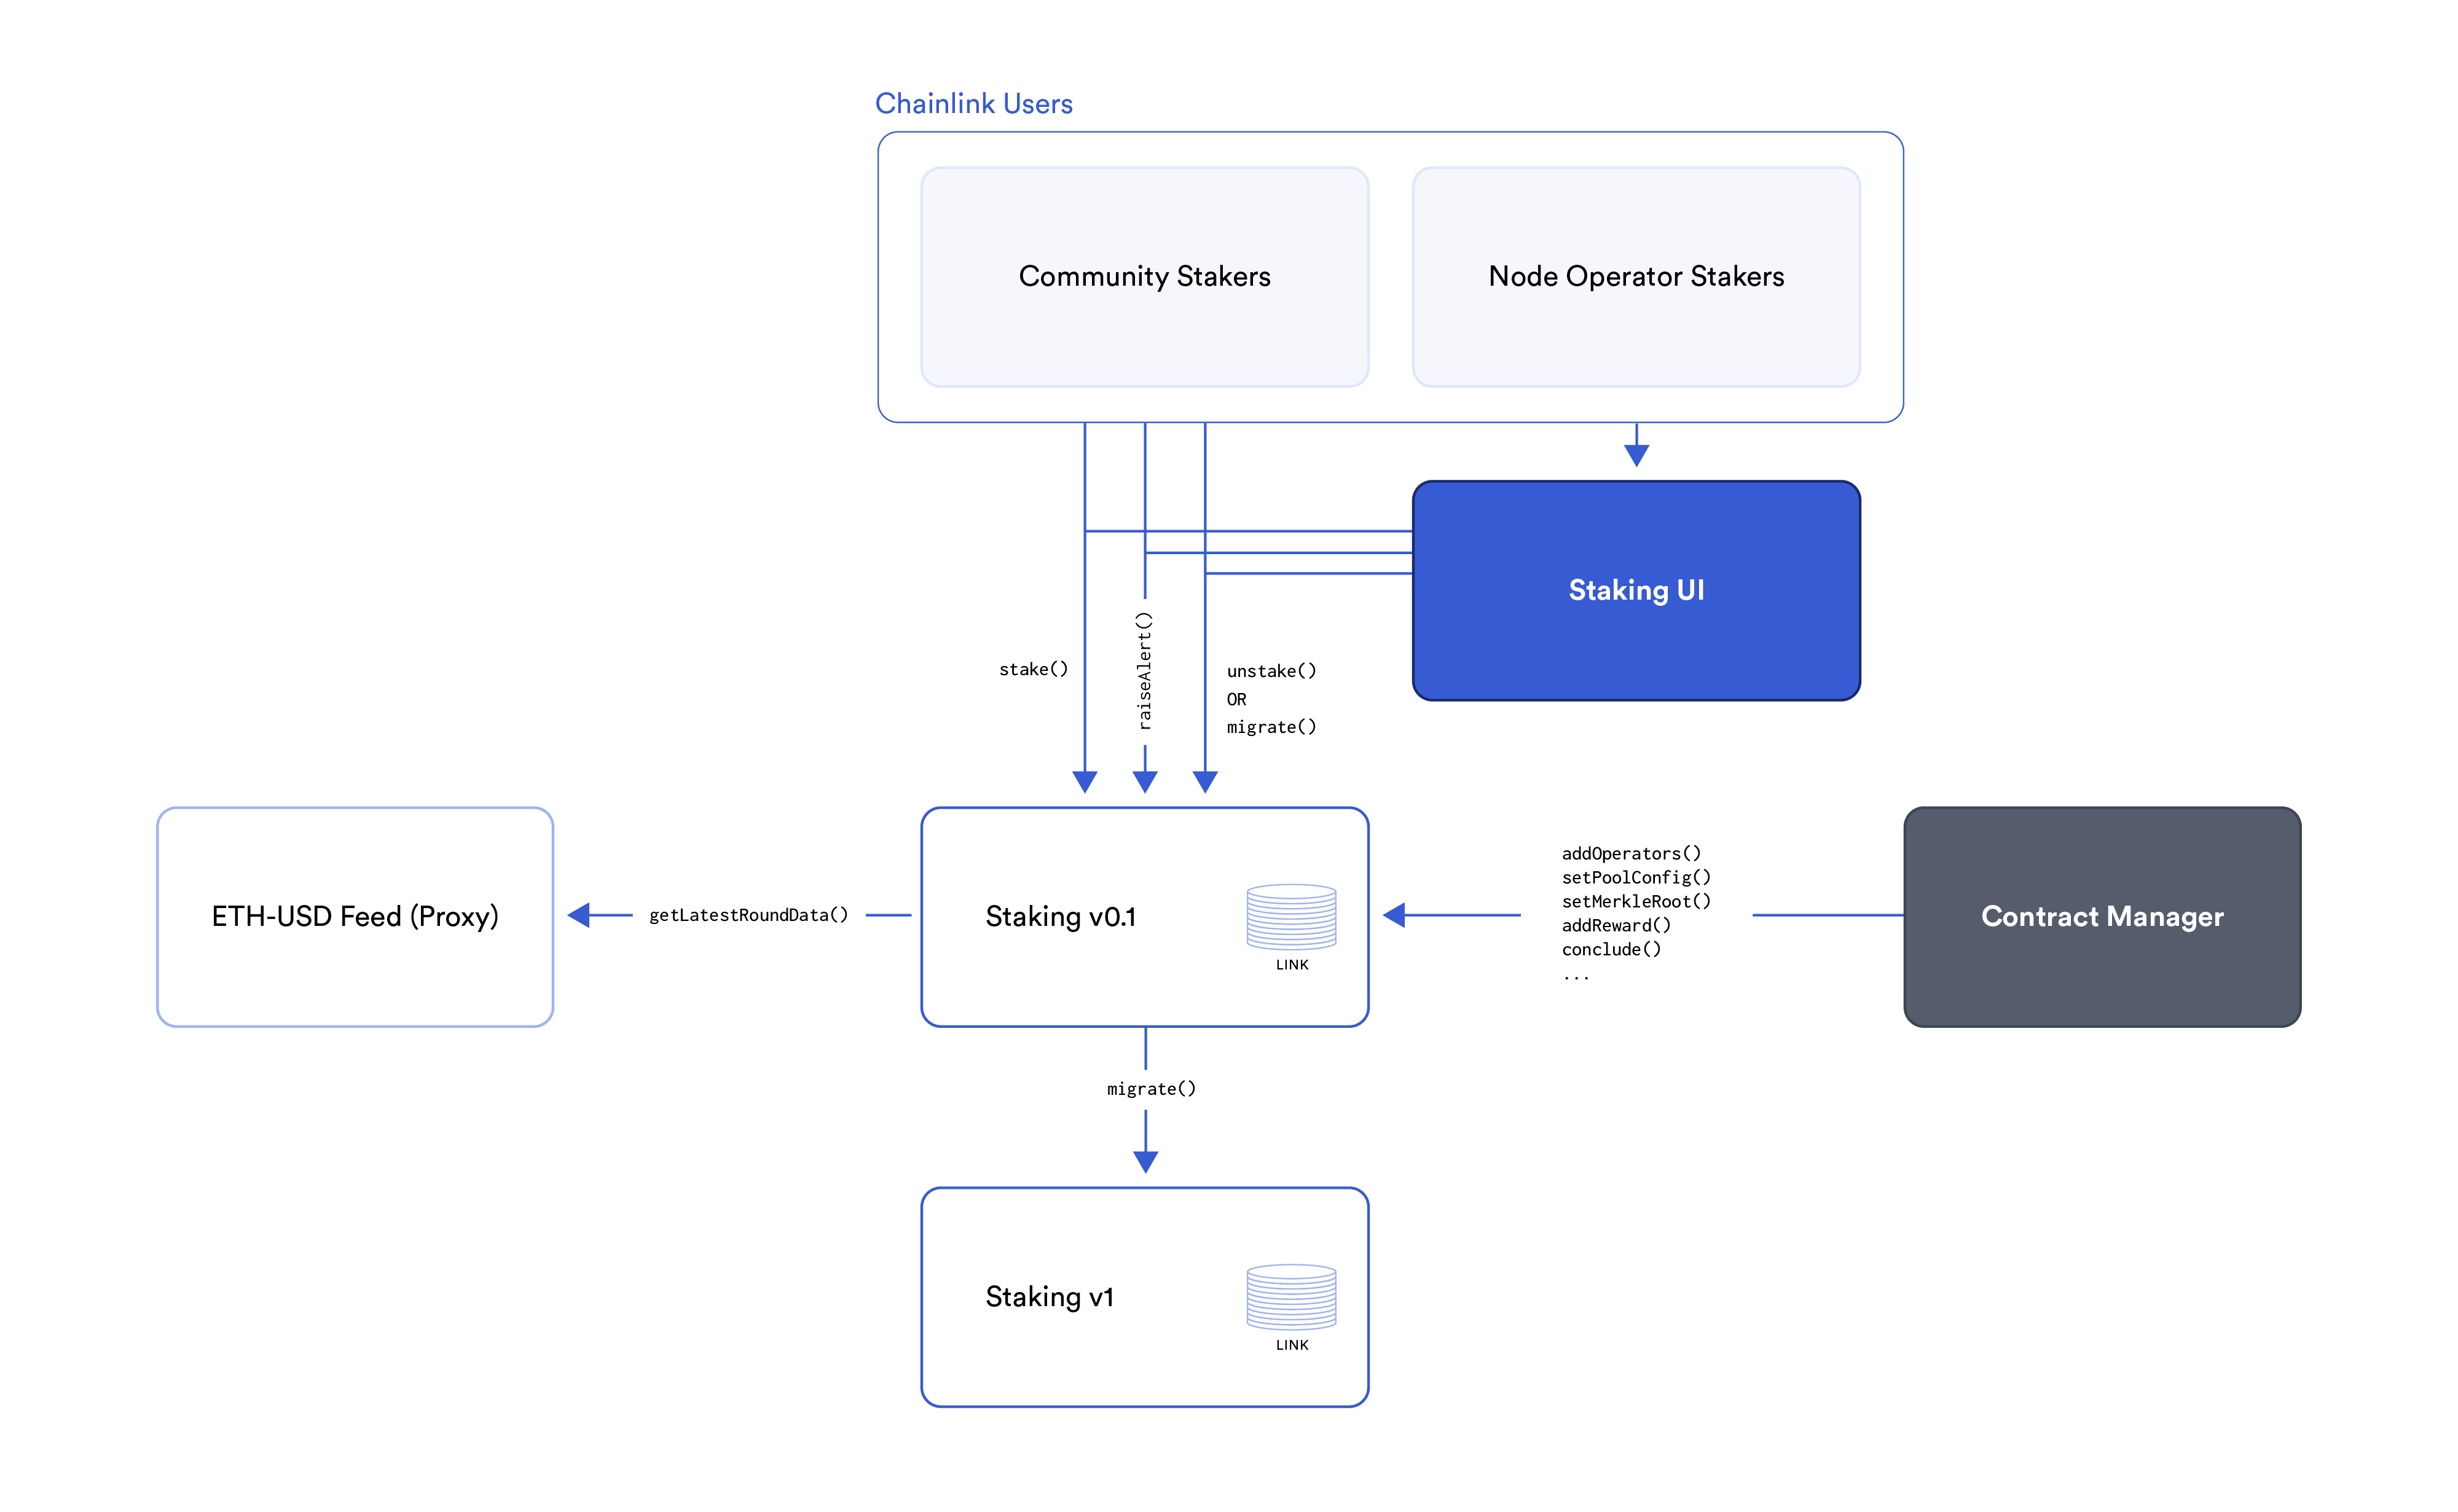 Chainlink Users
Community Stakers
Node Operator Stakers
Staking UI
stake()
raiseAlert()
unstake()
OR
migrate()
ETH-USD Feed (Proxy)
getLatestRoundData()
Staking v0.1
LINK
addOperators()
setPoolConfig()
setMerkleRoot()
addReward()
conclude()
...
Contract Manager
migrate()
Staking v1
LINK